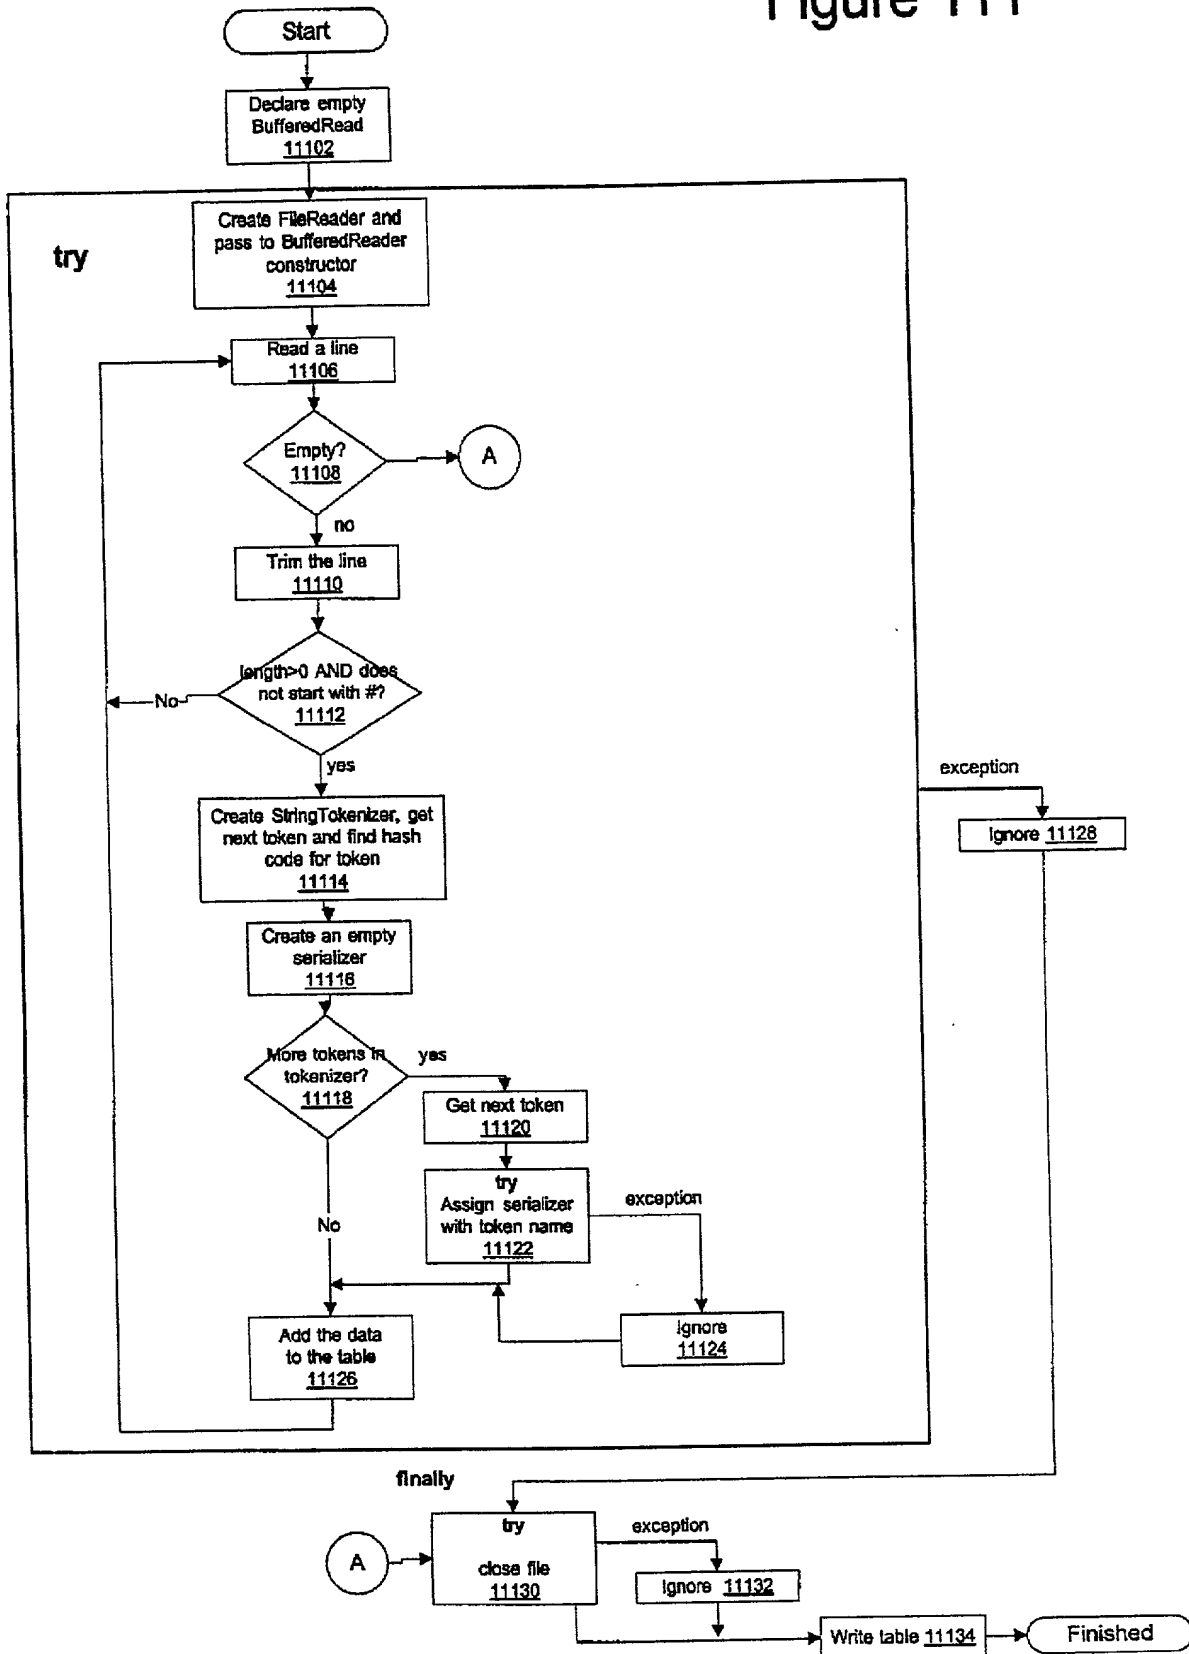 Figure 111
Start
Declare empty
BufferedRead
11102
try
Create FileReader and
pass to BufferedReader
constructor
11104
Read a line
11106
Empty?
11108
A
no
Trim the line
11110
length>0 AND does
not start with #?
11112
No
yes
exception
Ignore 11128
Create StringTokenizer, get
next token and find hash
code for token
11114
Create an empty
serializer
11116
More tokens in
tokenizer?
11118
yes
Get next token
11120
try
Assign serializer
with token name
11122
exception
No
Ignore
11124
Add the data
to the table
11126
finally
A
try
close file
11130
exception
Ignore 11132
Write table 11134
Finished